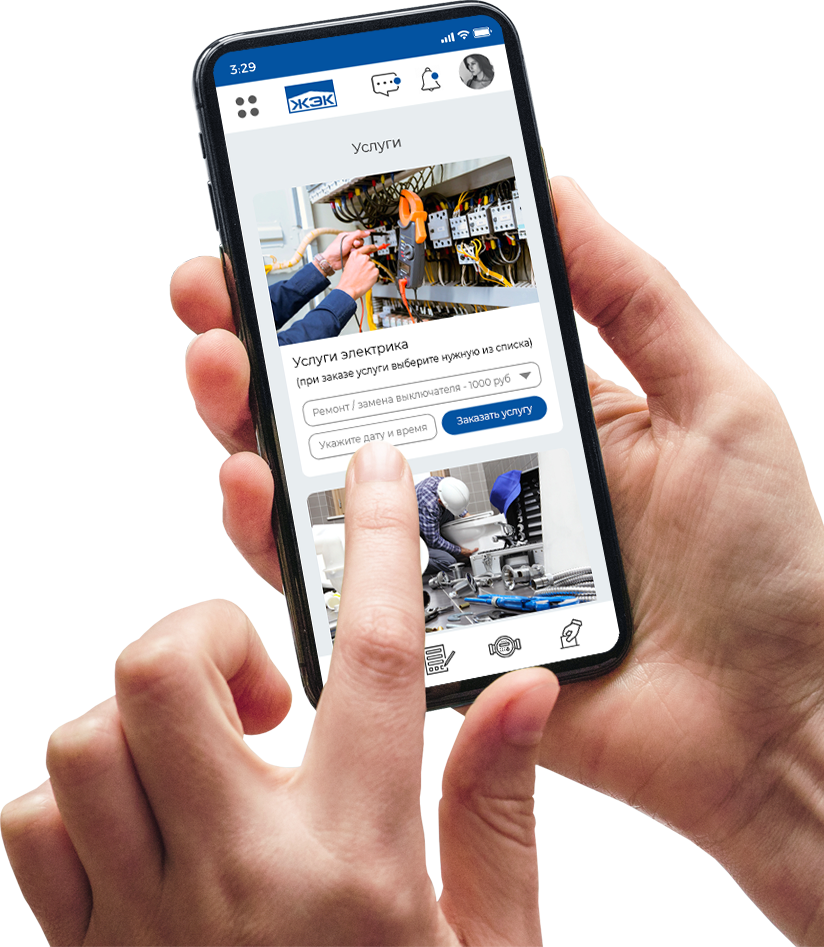 3:29
ЖЭК
Услуги
Услуги электрика
(при заказе услуги выберите нужную из списка)
Ремонт / замена выключателя - 1000 руб
Укажите дату и время
Заказать услугу